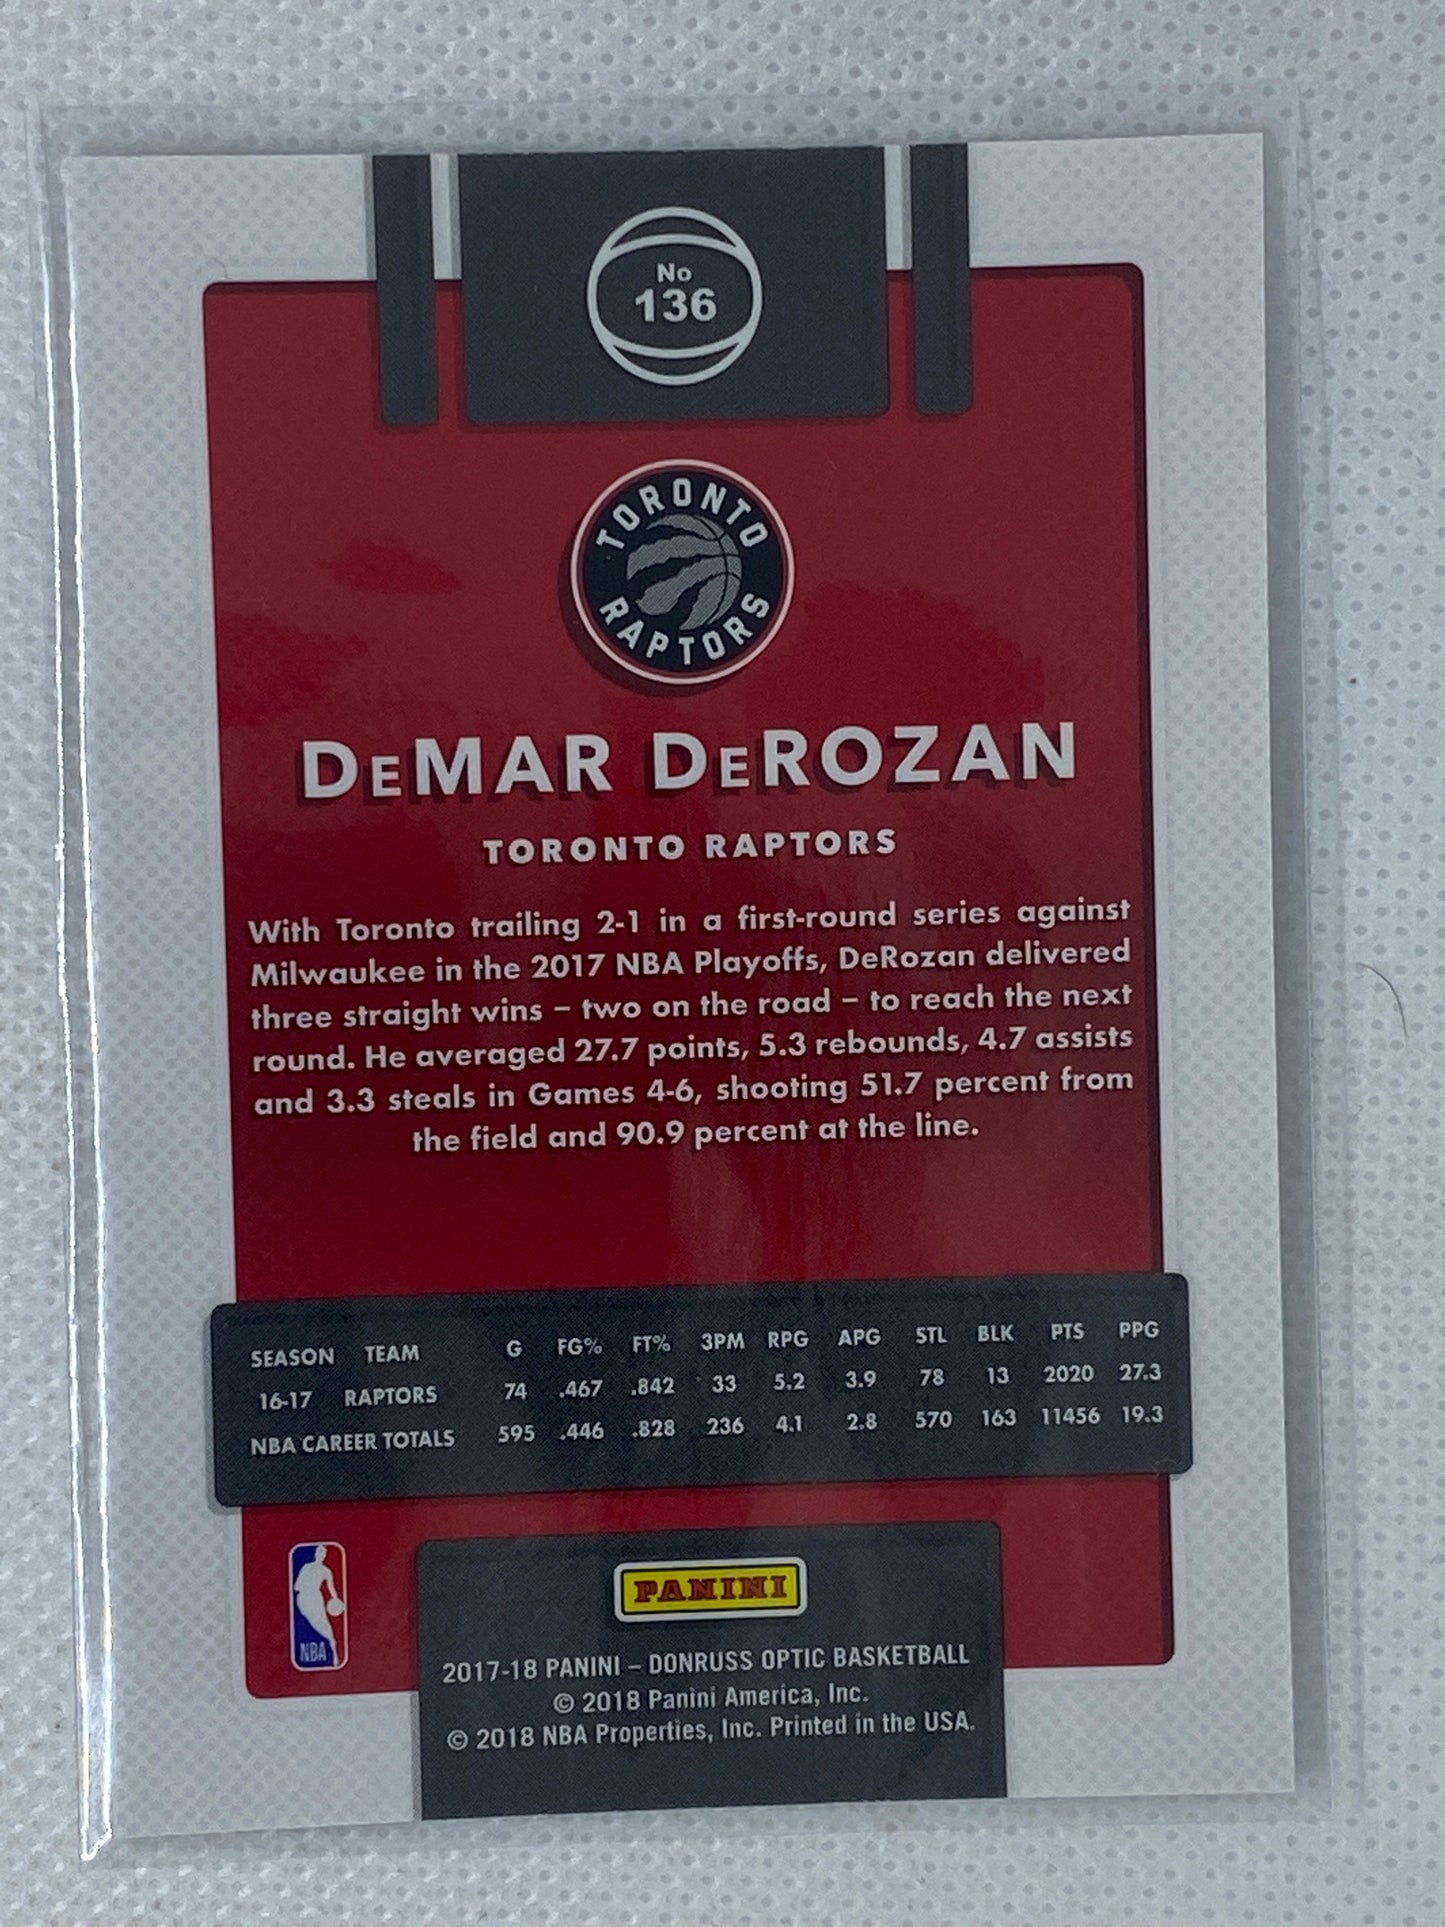 No
136
TORONTO
RAPTORS
DeMAR DeROZAN
TORONTO RAPTORS
With Toronto trailing 2-1 in a first-round series against
Milwaukee in the 2017 NBA Playoffs, DeRozan delivered
three straight wins – two on the road – to reach the next
round. He averaged 27.7 points, 5.3 rebounds, 4.7 assists
and 3.3 steals in Games 4-6, shooting 51.7 percent from
the field and 90.9 percent at the line.
SEASON TEAM G FG% FT% 3PM RPG APG STL BLK PTS PPG
16-17 RAPTORS 74 .467 .842 33 5.2 3.9 78 13 2020 27.3
NBA CAREER TOTALS 595 .446 .828 236 4.1 2.8 570 163 11456 19.3
NBA
PANINI
2017-18 PANINI – DONRUSS OPTIC BASKETBALL
© 2018 Panini America, Inc.
© 2018 NBA Properties, Inc. Printed in the USA.